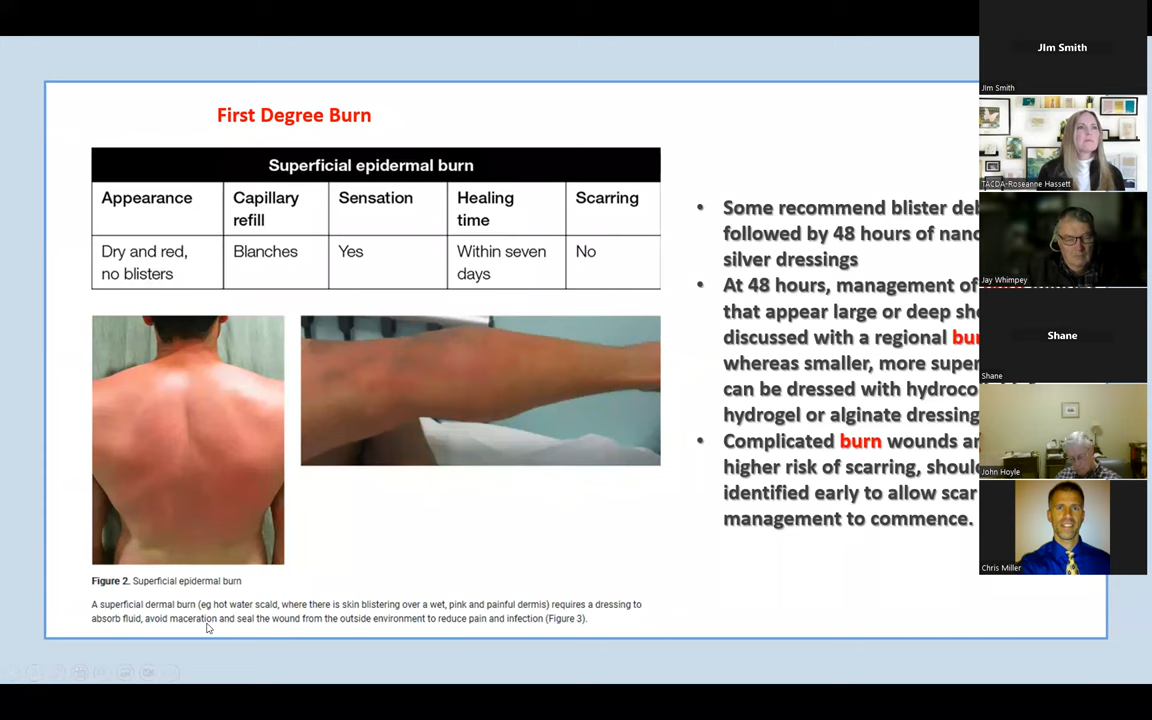 First Degree Burn
Superficial epidermal burn
Appearance
Capillary refill
Sensation
Healing time
Scarring
Dry and red, no blisters
Blanches
Yes
Within seven days
No
Figure 2. Superficial epidermal burn
A superficial dermal burn (eg hot water scald, where there is skin blistering over a wet, pink and painful dermis) requires a dressing to
absorb fluid, avoid maceration and seal the wound from the outside environment to reduce pain and infection (Figure 3).
• Some recommend blister
followed by 48 hours of
silver dressings
• At 48 hours, management of
that appear large or deep
discussed with a regional
whereas smaller, more
can be dressed with
hydrogel or alginate
• Complicated burn wounds
higher risk of scarring,
identified early to allow scar
management to commence.
JIm Smith
JIm Smith
TACDA-Roseanne Hassett
Jay Whimpey
Shane
Shane
John Hoyle
Chris Miller